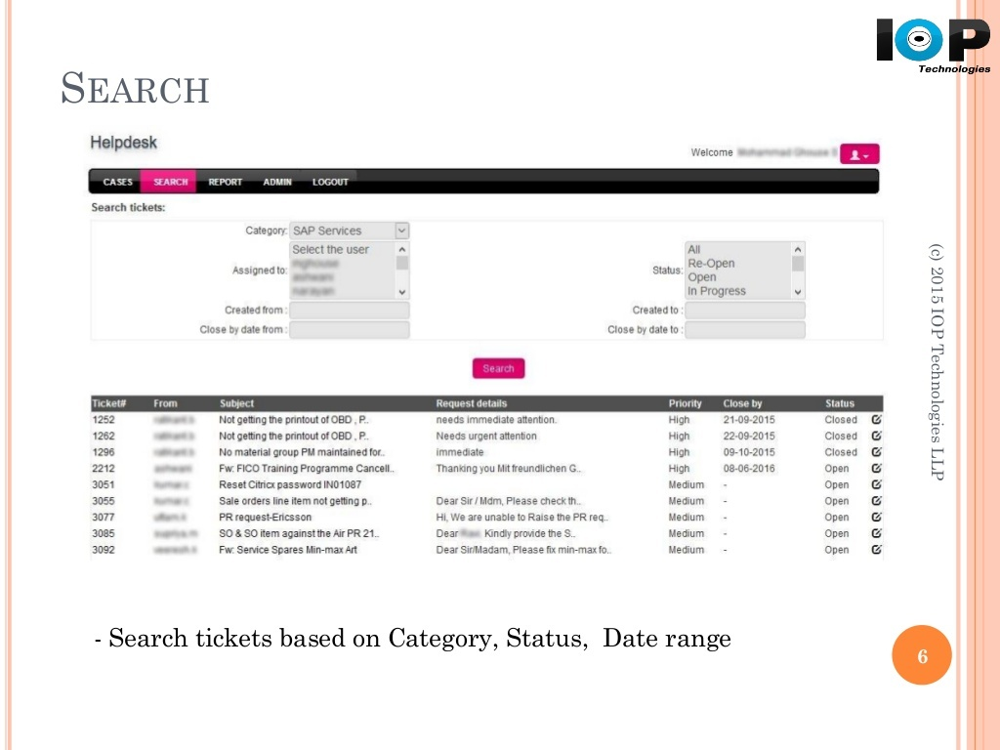 IOP
Technologies
SEARCH
Helpdesk
Welcome
CASES SEARCH REPORT ADMIN LOGOUT
Search tickets:
Category: SAP Services
Assigned to: Select the user
Status: All
Re-Open
Open
In Progress
Created from : Created to :
Close by date from : Close by date to :
Search
Ticket# From Subject Request details Priority Close by Status
1252 Not getting the printout of OBD , P.. needs immediate attention. High 21-09-2015 Closed
1262 Not getting the printout of OBD , P.. Needs urgent attention High 22-09-2015 Closed
1296 No material group PM maintained for.. immediate High 09-10-2015 Closed
2212 Fw: FICO Training Programme Cancell.. Thanking you Mit freundlichen G.. High 08-06-2016 Open
3051 Reset Citricx password IN01087 Medium - Open
3055 Sale orders line item not getting p.. Dear Sir / Mdm, Please check th.. Medium - Open
3077 PR request-Ericsson Hi, We are unable to Raise the PR req.. Medium - Open
3085 SO & SO item against the Air PR 21.. Dear Kindly provide the S.. Medium - Open
3092 Fw: Service Spares Min-max Art Dear Sir/Madam, Please fix min-max fo.. Medium - Open
- Search tickets based on Category, Status, Date range
(c) 2015 IOP Technologies LLP
6